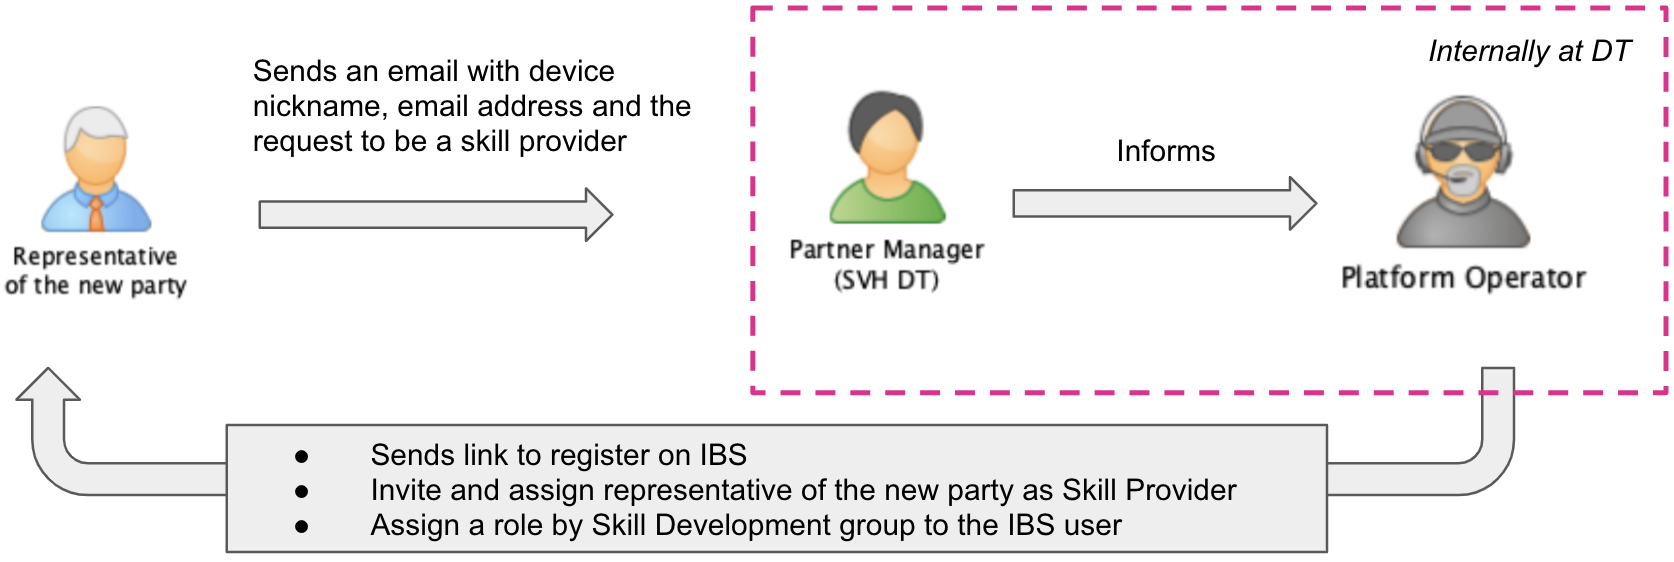 Internally at DT
Sends an email with device
nickname, email address and the
request to be a skill provider
Informs
Representative
of the new party
Partner Manager
(SVH DT)
Platform Operator
● Sends link to register on IBS
● Invite and assign representative of the new party as Skill Provider
● Assign a role by Skill Development group to the IBS user